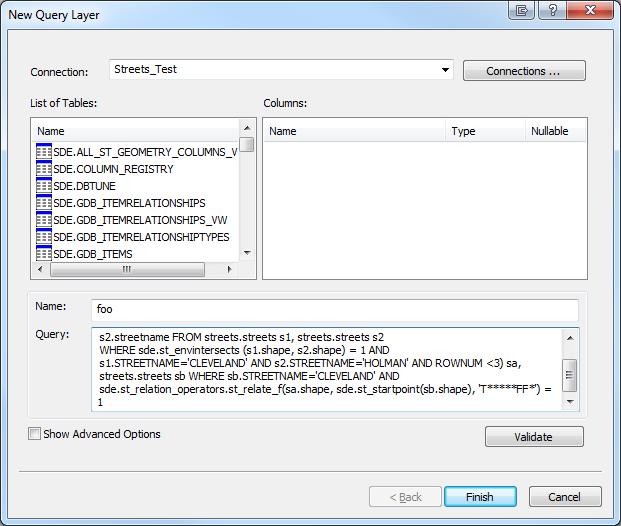 New Query Layer
Connection:
Streets_Test
Connections ...
List of Tables:
Columns:
Name
Name
Type
Nullable
SDE.ALL_ST_GEOMETRY_COLUMNS_V
SDE.COLUMN_REGISTRY
SDE.DBTUNE
SDE.GDB_ITEMRELATIONSHIPS
SDE.GDB_ITEMRELATIONSHIPS_VW
SDE.GDB_ITEMRELATIONSHIPTYPES
SDE.GDB_ITEMS
Name:
foo
Query:
s2.streetname FROM streets.streets s1, streets.streets s2
WHERE sde.st_envintersects (s1.shape, s2.shape) = 1 AND
s1.STREETNAME='CLEVELAND' AND s2.STREETNAME='HOLMAN' AND ROWNUM <3) sa,
streets.streets sb WHERE sb.STREETNAME='CLEVELAND' AND
sde.st_relation_operators.st_relate_f(sa.shape, sde.st_startpoint(sb.shape), 'T*****FF*') =
1
Show Advanced Options
Validate
< Back
Finish
Cancel